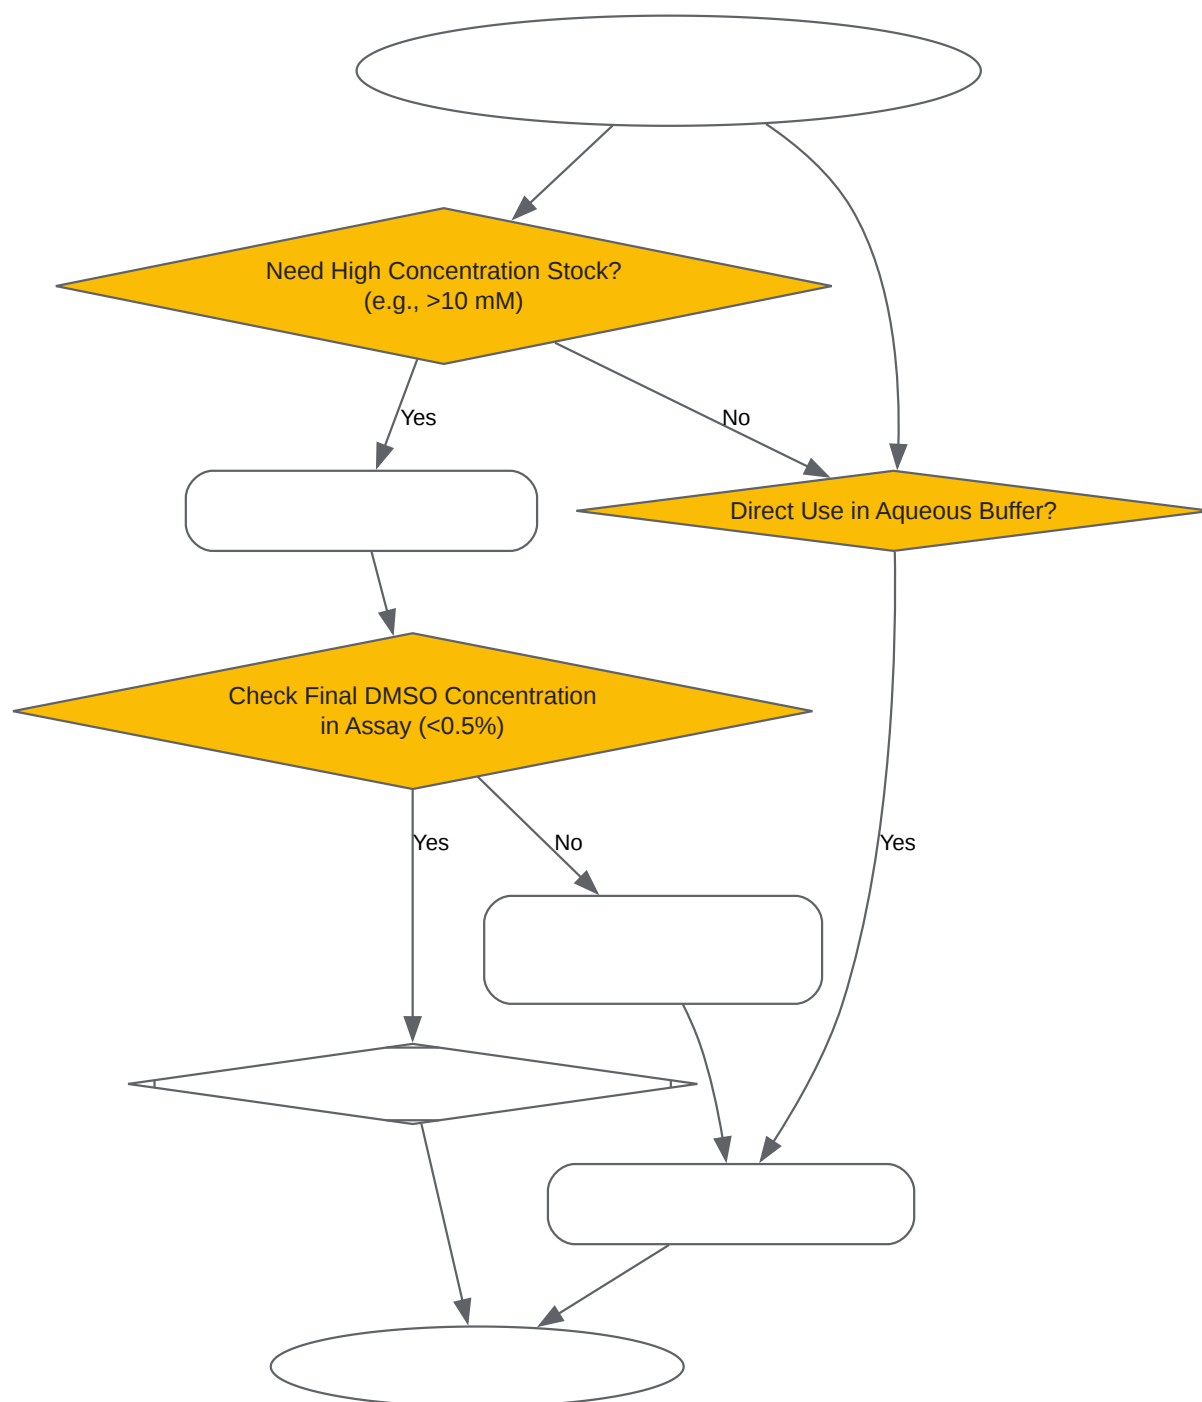 Need High Concentration Stock?
(e.g., >10 mM)
Yes
No
Direct Use in Aqueous Buffer?
Check Final DMSO Concentration
in Assay (<0.5%)
Yes
No
Yes